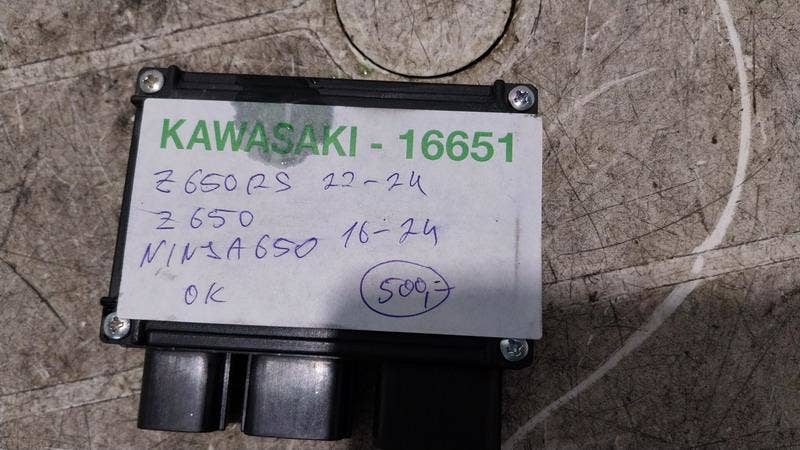 KAWASAKI - 16651
Z650RS 22-24
Z650
NINJA650 16-24
OK 500,-